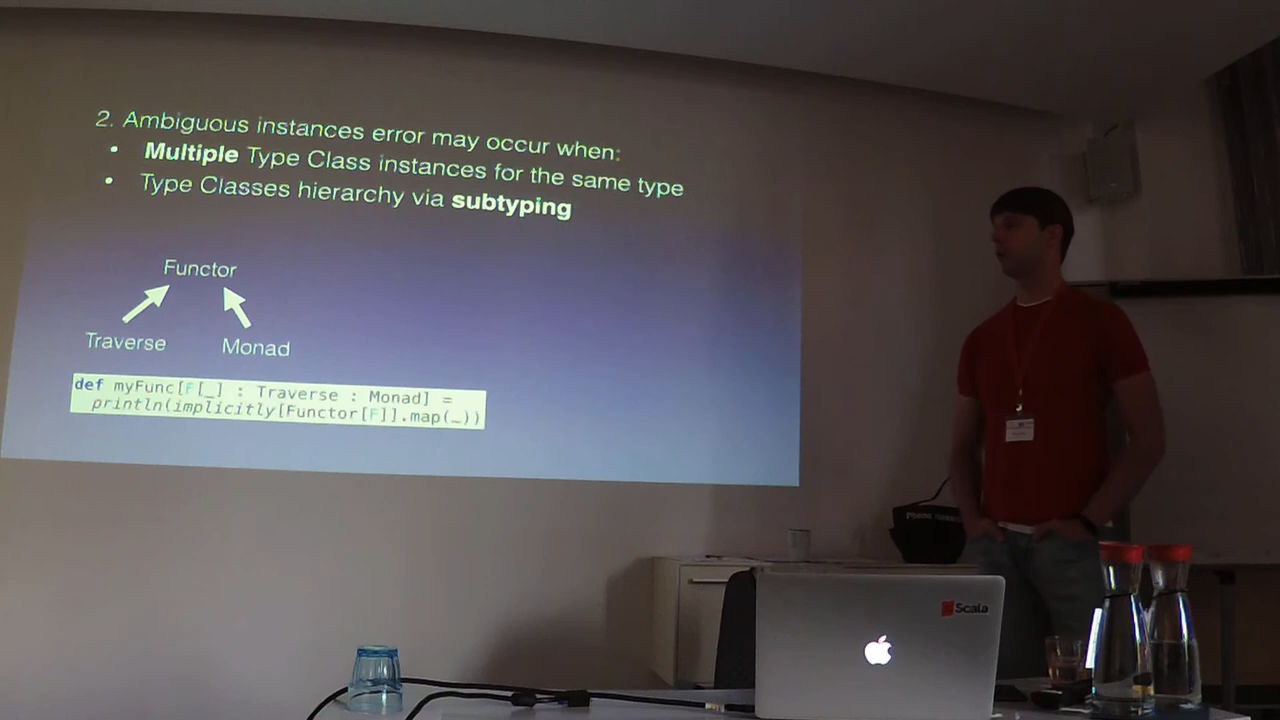 2. Ambiguous instances error may occur when:
• Multiple Type Class instances for the same type
• Type Classes hierarchy via subtyping
Functor
Traverse Monad
def myFunc[F[_] : Traverse : Monad] =
println(implicitly[Functor[F]].map(…))
Phone
Scala